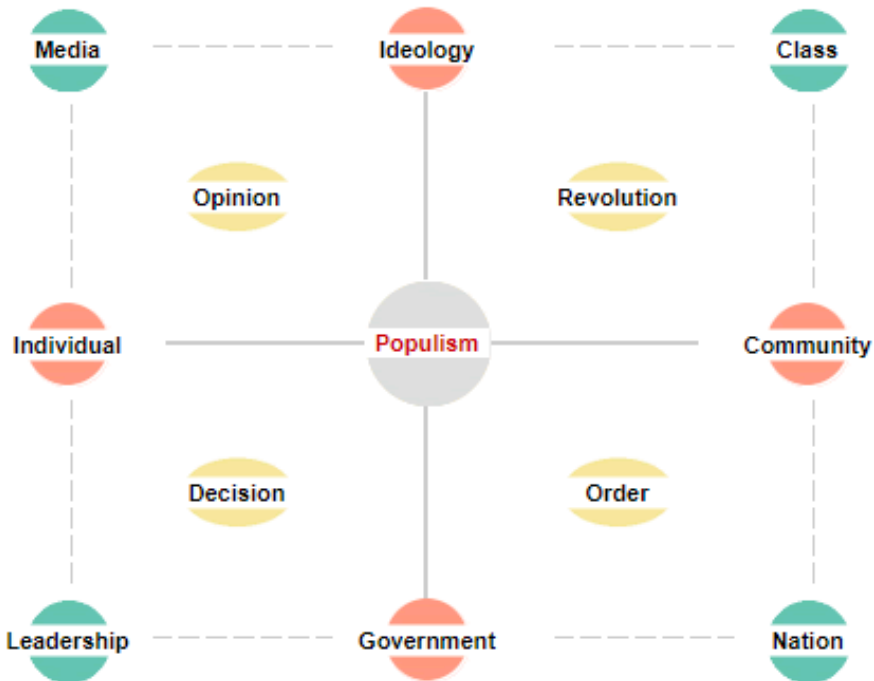 Media
Ideology
Class
Opinion
Revolution
Individual
Populism
Community
Decision
Order
Leadership
Government
Nation